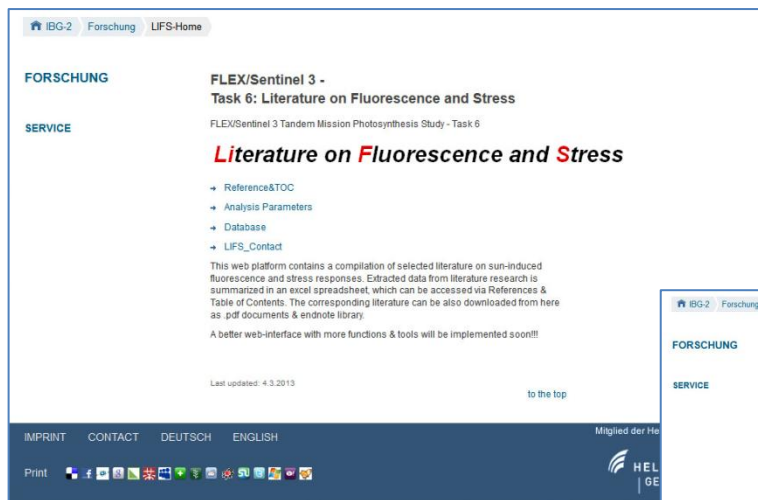 IBG-2 Forschung LIFS-Home
FORSCHUNG
SERVICE
FLEX/Sentinel 3 -
Task 6: Literature on Fluorescence and Stress
FLEX/Sentinel 3 Tandem Mission Photosynthesis Study - Task 6
Literature on Fluorescence and Stress
Reference&TOC
Analysis Parameters
Database
LIFS_Contact
This web platform contains a compilation of selected literature on sun-induced
fluorescence and stress responses. Extracted data from literature research is
summarized in an excel spreadsheet, which can be accessed via References &
Table of Contents. The corresponding literature can be also downloaded from here
as .pdf documents & endnote library.
A better web-interface with more functions & tools will be implemented soon!!!
Last updated: 4.3.2013
to the top
IMPRINT CONTACT DEUTSCH ENGLISH
Print
Mitglied der He
HEL
GE
IBG-2 Forschung
FORSCHUNG
SERVICE